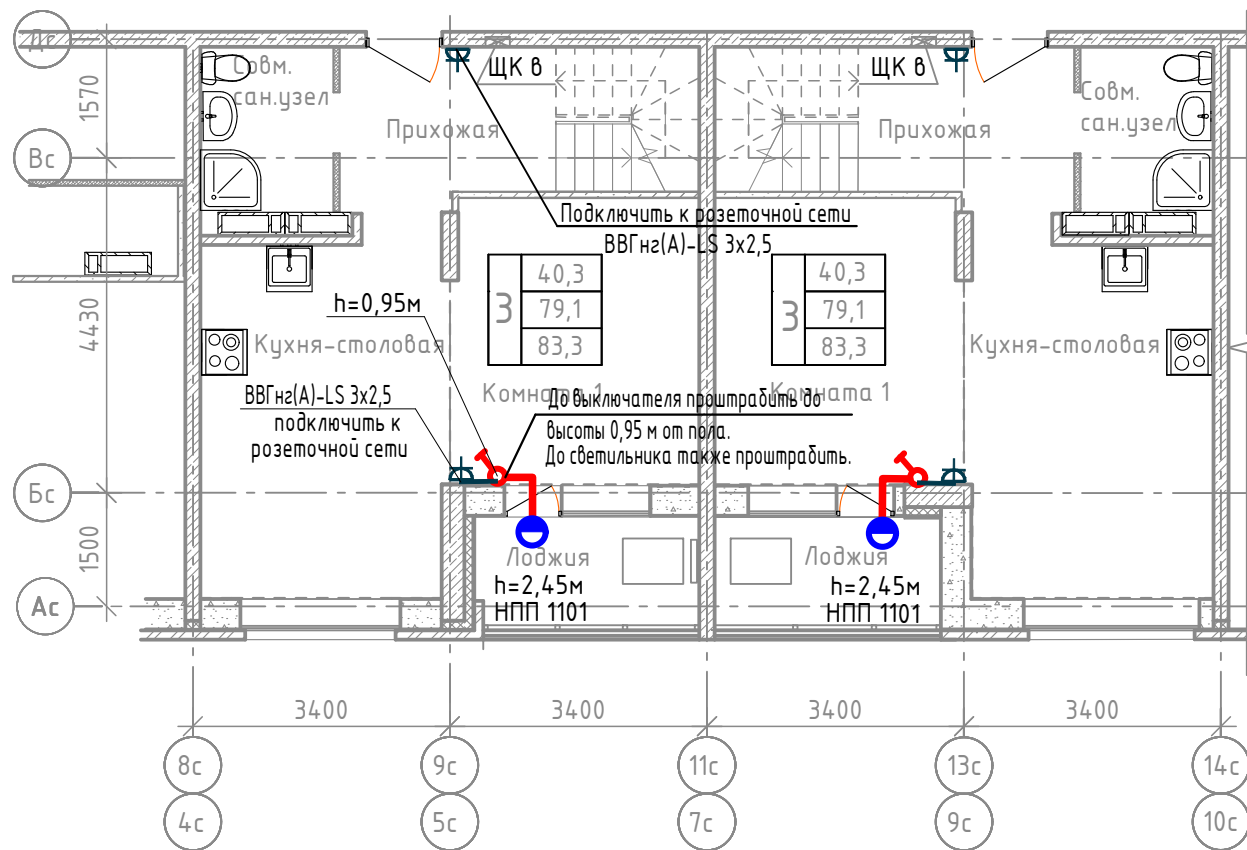 Дс
Вс
Бс
Ас
1570
4430
1500
Совм.
сан.узел
Прихожая
ЩК в
ЩК в
Прихожая
Совм.
сан.узел
Подключить к розеточной сети
ВВГнг(А)-LS 3х2,5
3
40,3
79,1
83,3
3
40,3
79,1
83,3
h=0,95м
Кухня-столовая
Кухня-столовая
Комната 1
Комната 1
ВВГнг(А)-LS 3х2,5
подключить к
розеточной сети
До выключателя проштрабить до
высоты 0,95 м от пола.
До светильника также проштрабить.
Лоджия
Лоджия
h=2,45м
НПП 1101
h=2,45м
НПП 1101
3400
3400
3400
3400
8с
9с
11с
13с
14с
4с
5с
7с
9с
10с